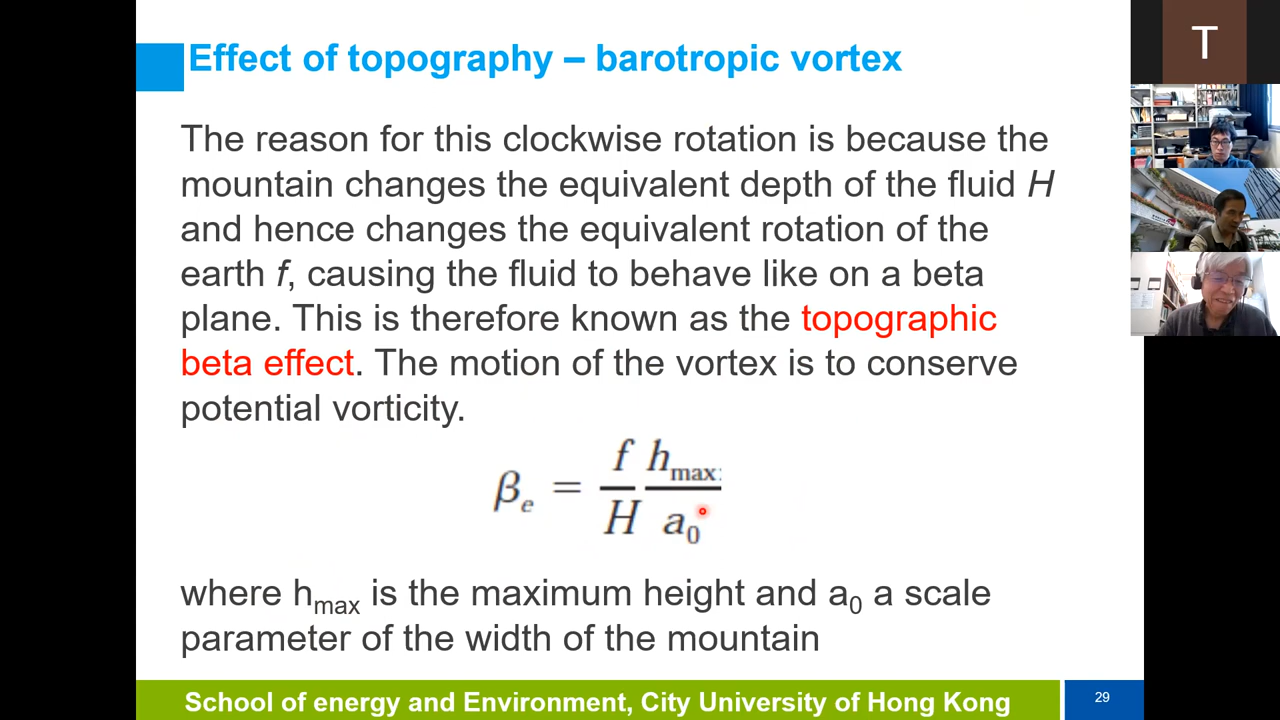 Effect of topography – barotropic vortex
T
The reason for this clockwise rotation is because the
mountain changes the equivalent depth of the fluid H
and hence changes the equivalent rotation of the
earth f, causing the fluid to behave like on a beta
plane. This is therefore known as the topographic
beta effect. The motion of the vortex is to conserve
potential vorticity.
βₑ = f/H hmax/a₀
where hmax is the maximum height and a₀ a scale
parameter of the width of the mountain
School of energy and Environment, City University of Hong Kong
29